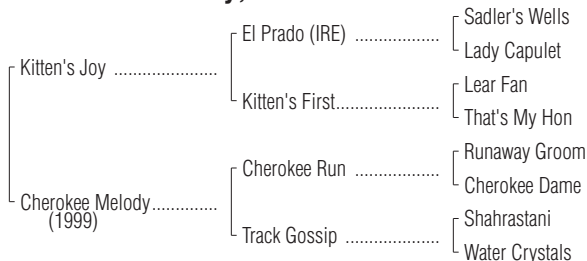 Sadler's Wells
El Prado (IRE) ...................
Lady Capulet
Kitten's Joy .......................
Lear Fan
Kitten's First.......................
That's My Hon
Runaway Groom
Cherokee Run ...................
Cherokee Dame
Cherokee Melody..............
(1999)
Shahrastani
Track Gossip .....................
Water Crystals